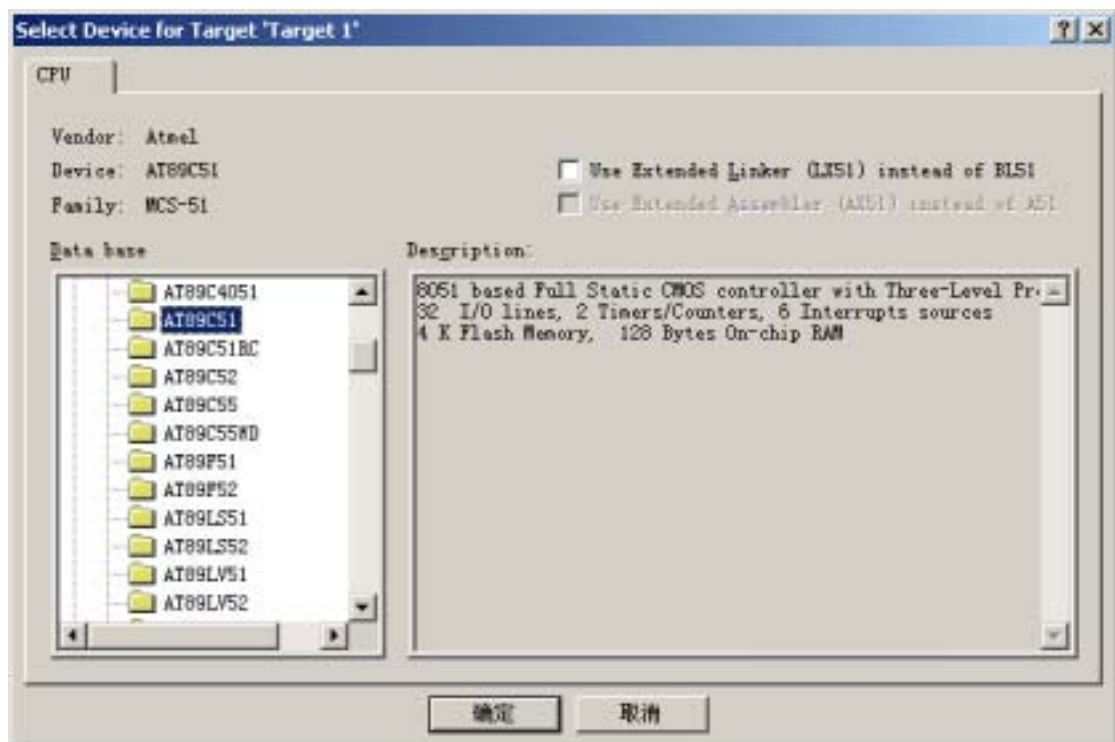 Select Device for Target 'Target 1'
CPU
Vendor: Atmel
Device: AT89C51
Family: MCS-51
Use Extended Linker (LX51) instead of BL51
Use Extended Assembler (AX51) instead of A51
Data base
AT89C4051
AT89C51
AT89C51RC
AT89C52
AT89C55
AT89C55WD
AT89F51
AT89F52
AT89LS51
AT89LS52
AT89LV51
AT89LV52
Description:
8051 based Full Static CMOS controller with Three-Level Pr
32 I/O lines, 2 Timers/Counters, 6 Interrupts sources
4 K Flash Memory, 128 Bytes On-chip RAM
确定
取消